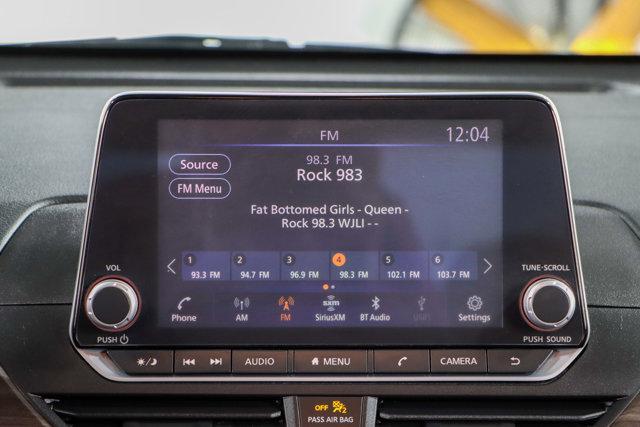 FM
12:04
98.3 FM
Rock 983
Source
FM Menu
Fat Bottomed Girls - Queen -
Rock 98.3 WJLI - -
1 2 3 4 5 6
93.3 FM 94.7 FM 96.9 FM 98.3 FM 102.1 FM 103.7 FM
sxm
Phone AM FM SiriusXM BT Audio USB1 Settings
VOL
TUNE·SCROLL
PUSH
PUSH SOUND
AUDIO MENU CAMERA
OFF 2
PASS AIR BAG